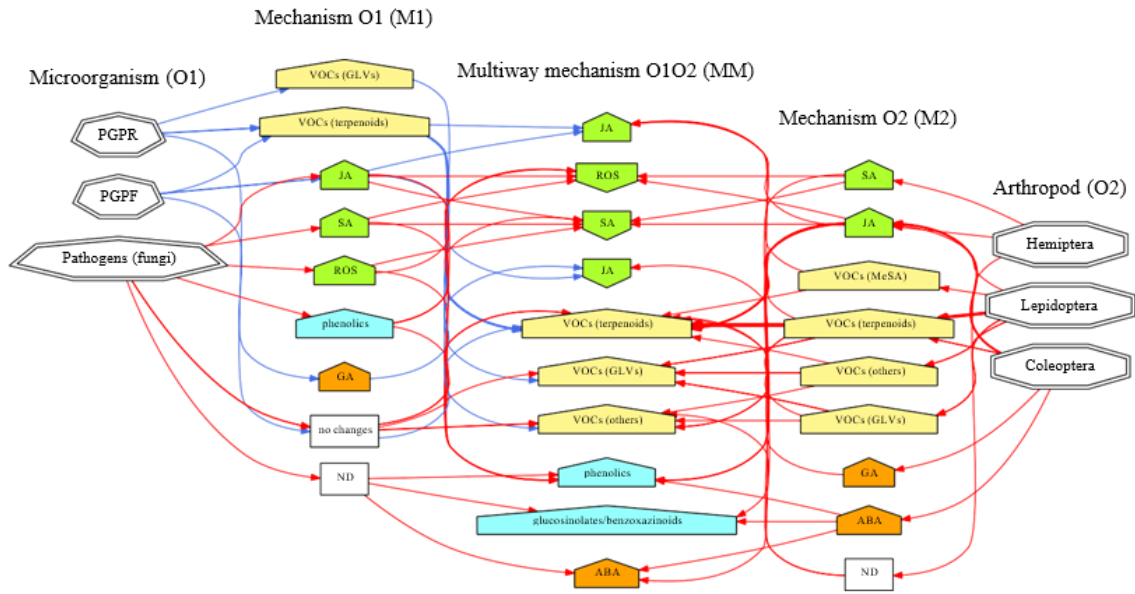 Mechanism O1 (M1)
Microorganism (O1)
Multiway mechanism O1O2 (MM)
Mechanism O2 (M2)
Arthropod (O2)
PGPR
PGPF
Pathogens (fungi)
VOCs (GLVs)
VOCs (terpenoids)
JA
SA
ROS
phenolics
GA
no changes
ND
JA
ROS
SA
JA
VOCs (terpenoids)
VOCs (GLVs)
VOCs (others)
phenolics
glucosinolates/benzoxazinoids
ABA
SA
JA
VOCs (MeSA)
VOCs (terpenoids)
VOCs (others)
VOCs (GLVs)
GA
ABA
ND
Hemiptera
Lepidoptera
Coleoptera